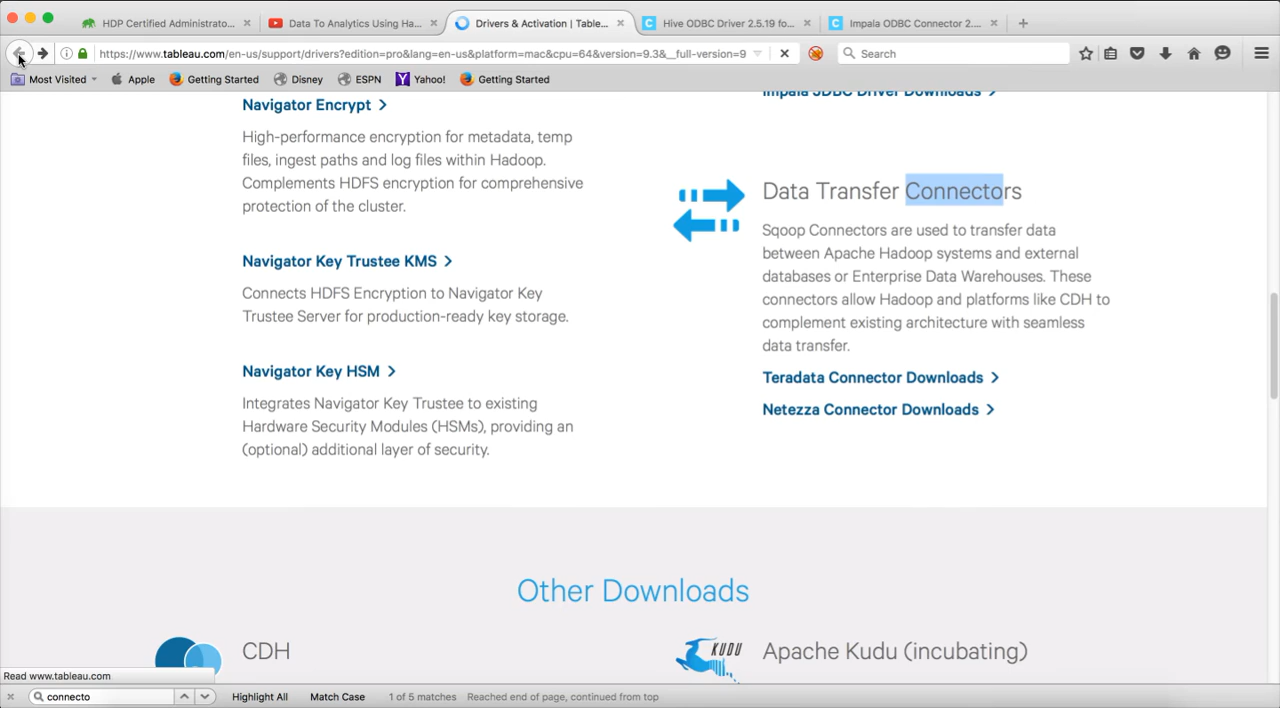 HDP Certified Administrato...
Data To Analytics Using Ha...
Drivers & Activation | Table...
Hive ODBC Driver 2.5.19 fo...
Impala ODBC Connector 2....
https://www.tableau.com/en-us/support/drivers?edition=pro&lang=en-us&platform=mac&cpu=64&version=9.3&__full-version=9
Search
Most Visited
Apple
Getting Started
Disney
ESPN
Yahoo!
Getting Started
Navigator Encrypt
High-performance encryption for metadata, temp
files, ingest paths and log files within Hadoop.
Complements HDFS encryption for comprehensive
protection of the cluster.
Navigator Key Trustee KMS
Connects HDFS Encryption to Navigator Key
Trustee Server for production-ready key storage.
Navigator Key HSM
Integrates Navigator Key Trustee to existing
Hardware Security Modules (HSMs), providing an
(optional) additional layer of security.
Impala JDBC Driver Downloads
Data Transfer Connectors
Sqoop Connectors are used to transfer data
between Apache Hadoop systems and external
databases or Enterprise Data Warehouses. These
connectors allow Hadoop and platforms like CDH to
complement existing architecture with seamless
data transfer.
Teradata Connector Downloads
Netezza Connector Downloads
Other Downloads
CDH
KUDU
Apache Kudu (incubating)
Read www.tableau.com
connecto
Highlight All
Match Case
1 of 5 matches
Reached end of page, continued from top